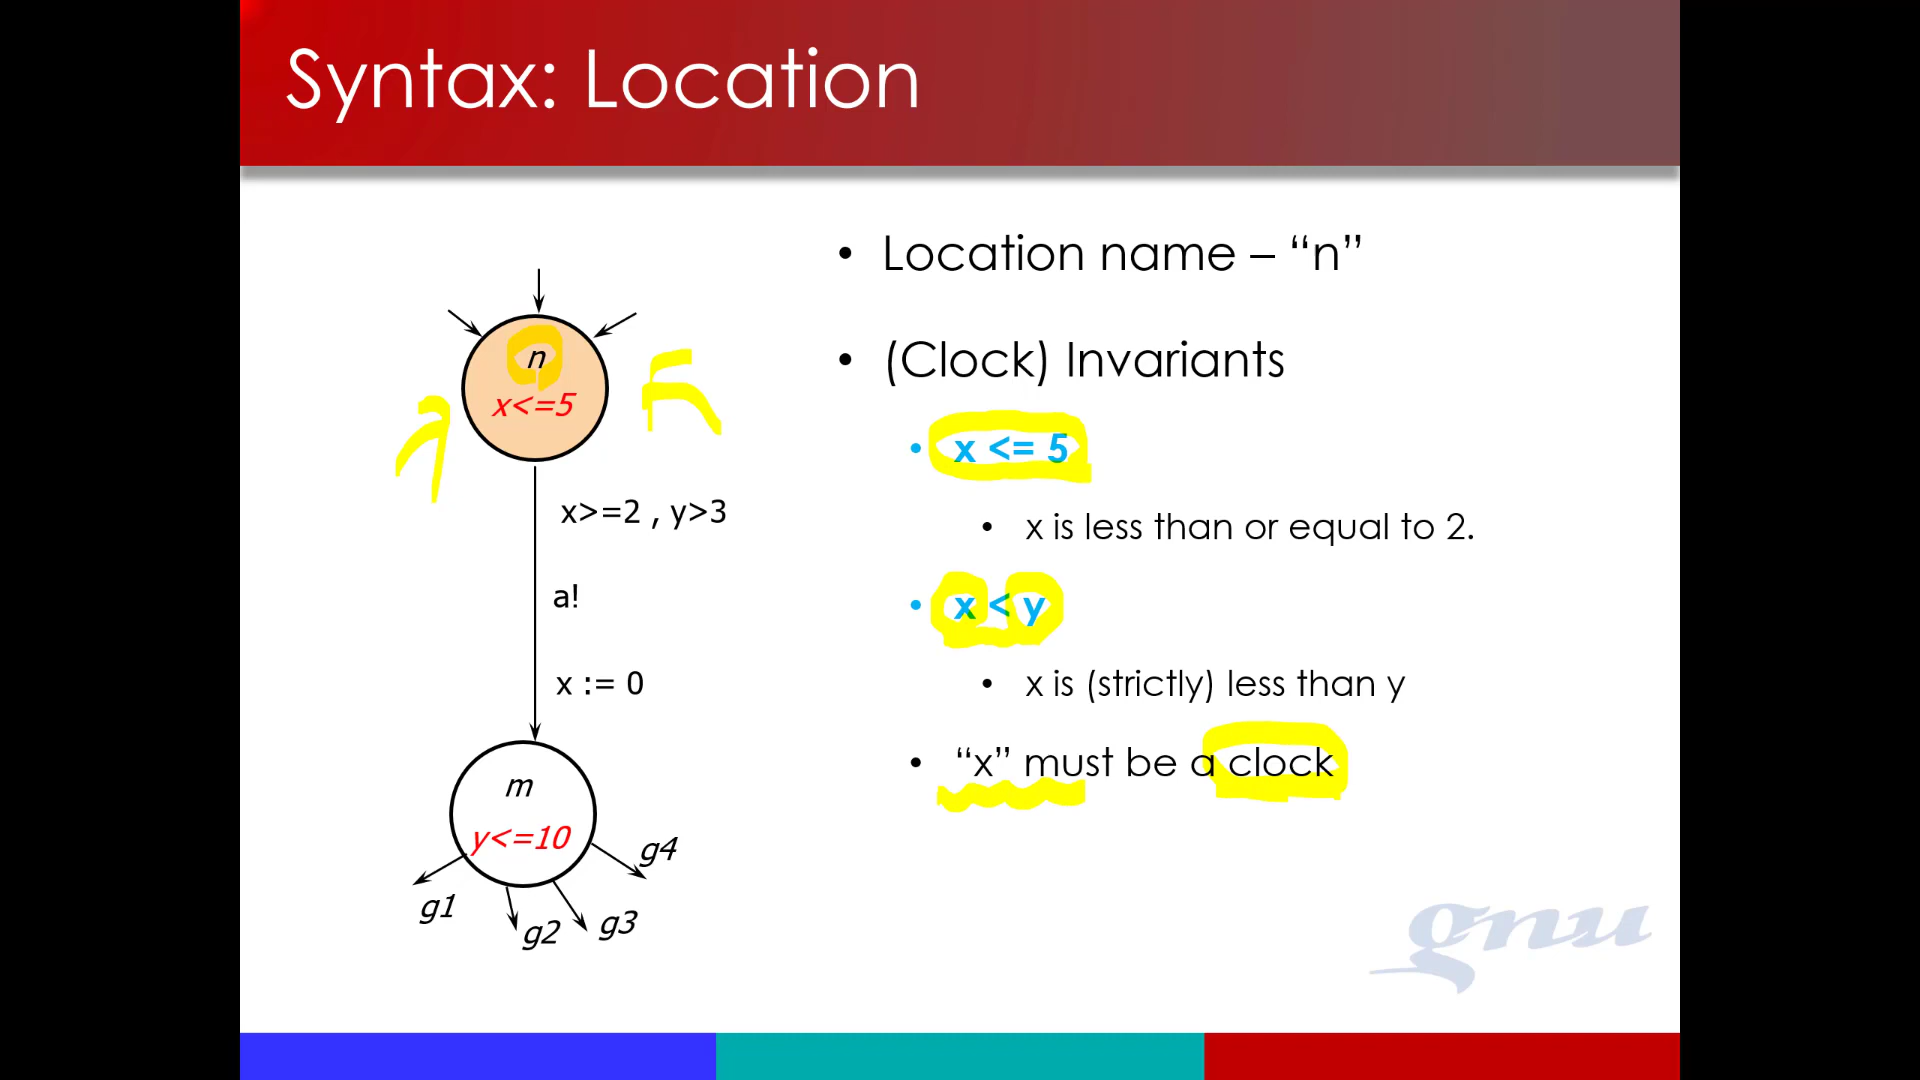 Syntax: Location
n
x<=5
x>=2 , y>3
a!
x := 0
m
y<=10
g1
g2
g3
g4
• Location name – “n”
• (Clock) Invariants
• x <= 5
• x is less than or equal to 2.
• x < y
• x is (strictly) less than y
• “x” must be a clock
gnu